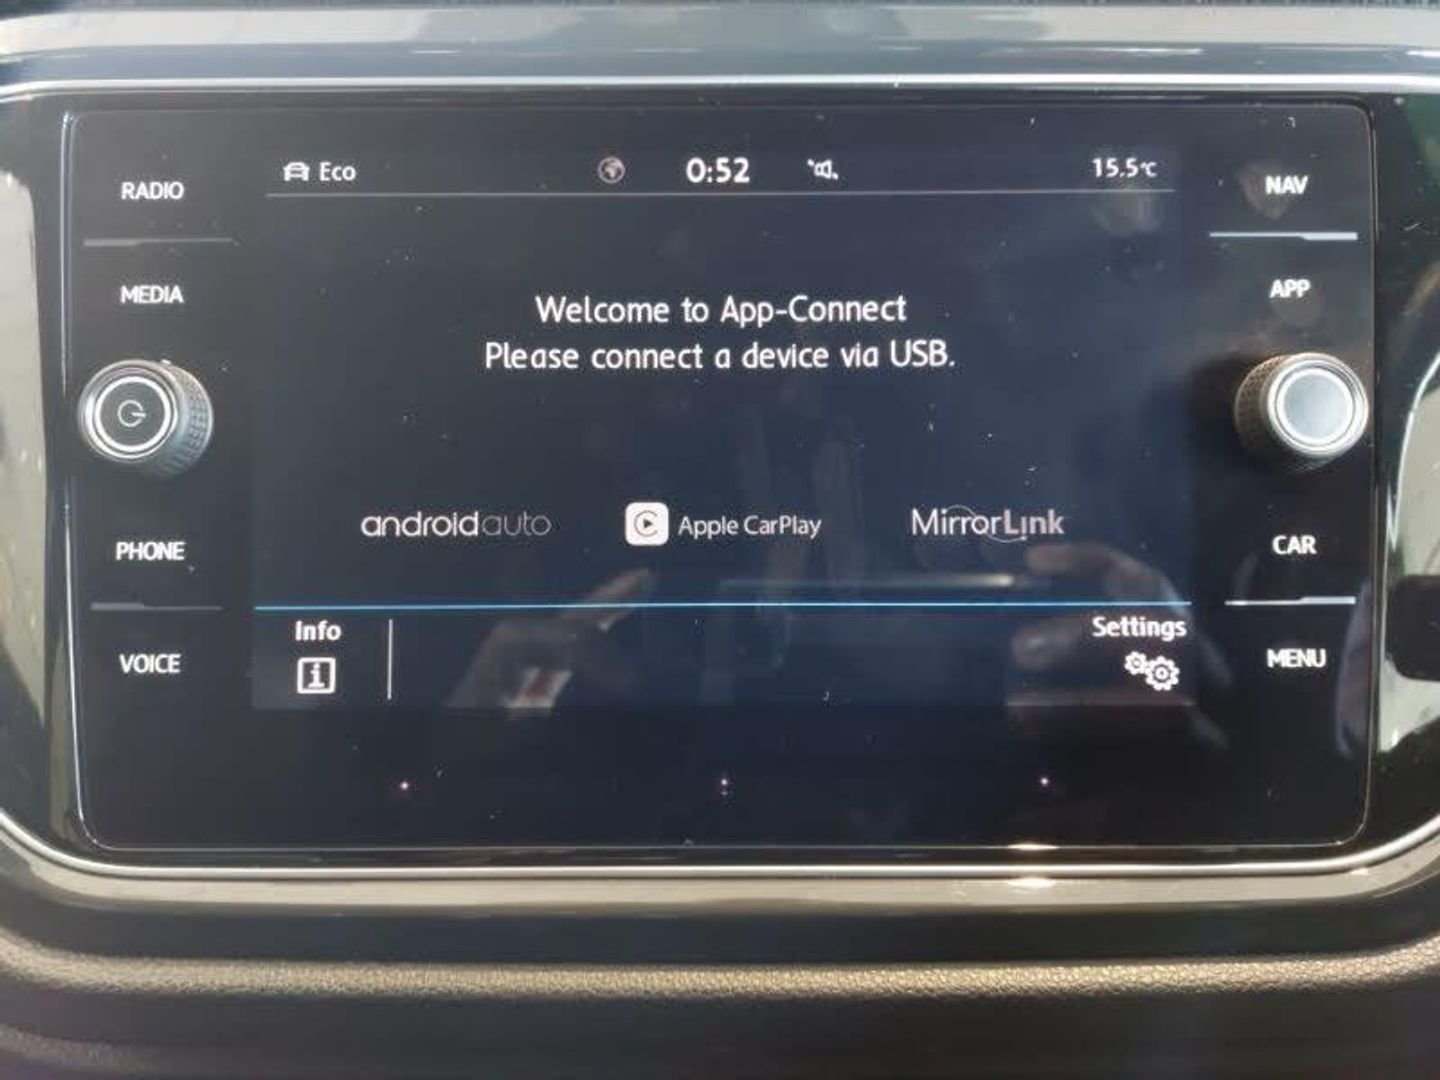 RADIO
MEDIA
PHONE
VOICE
Eco
0:52
15.5°C
Welcome to App-Connect
Please connect a device via USB.
androidauto
Apple CarPlay
MirrorLink
Info
Settings
NAV
APP
CAR
MENU